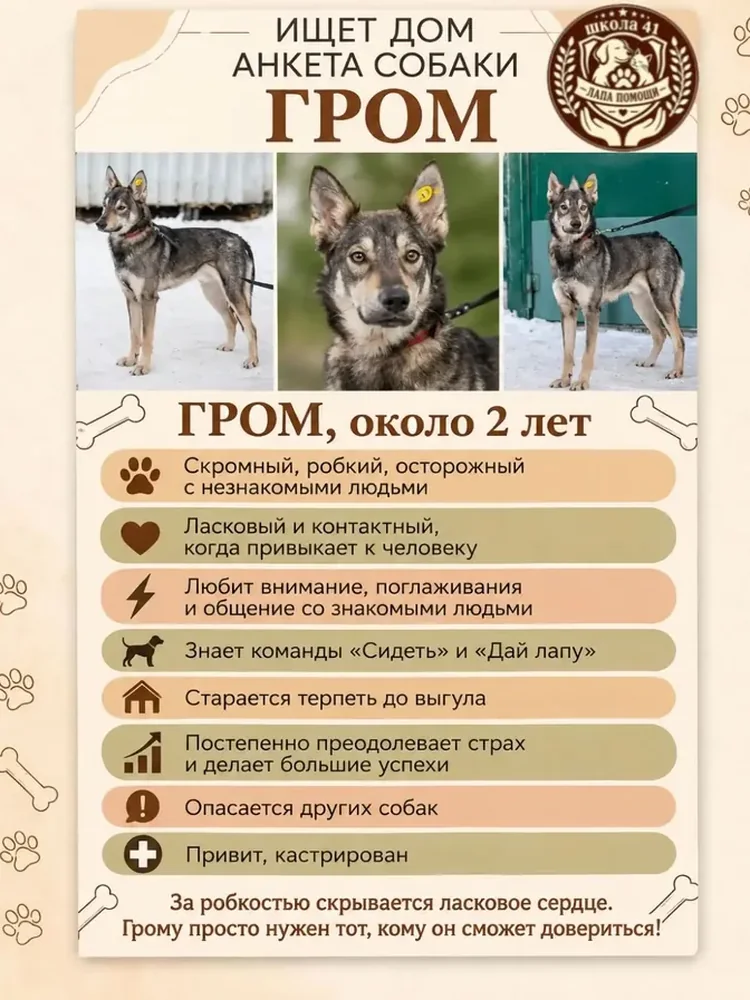 ИЩЕТ ДОМ
АНКЕТА СОБАКИ
ГРОМ
ШКОЛА 41
ЛАПА ПОМОЩИ
ГРОМ, около 2 лет
Скромный, робкий, осторожный
с незнакомыми людьми
Ласковый и контактный,
когда привыкает к человеку
Любит внимание, поглаживания
и общение со знакомыми людьми
Знает команды «Сидеть» и «Дай лапу»
Старается терпеть до выгула
Постепенно преодолевает страх
и делает большие успехи
Опасается других собак
Привит, кастрирован
За робкостью скрывается ласковое сердце.
Грому просто нужен тот, кому он сможет довериться!